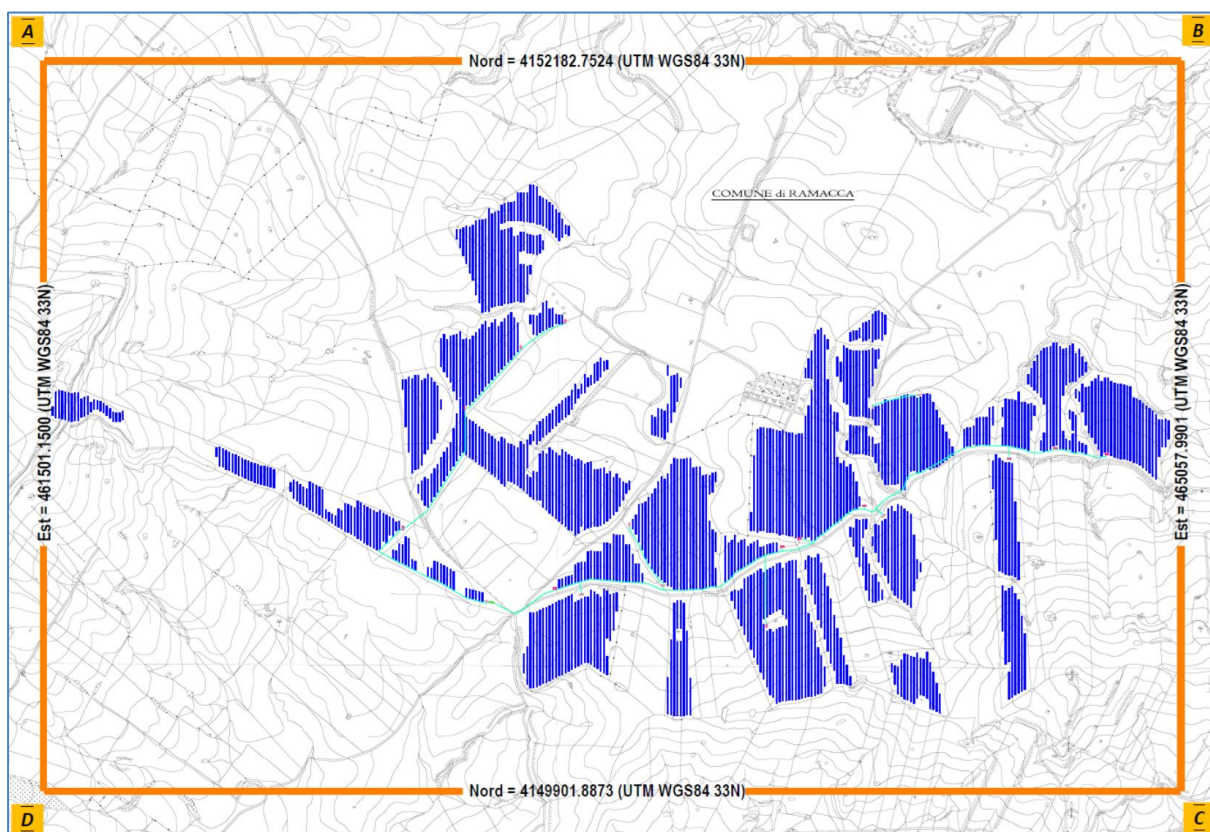 A
B
Nord = 4152182.7524 (UTM WGS84 33N)
COMUNE di RAMACCA
Est = 461501.1500 (UTM WGS84 33N)
Est = 465057.3901 (UTM WGS84 33N)
Nord = 4149901.8873 (UTM WGS84 33N)
D
C